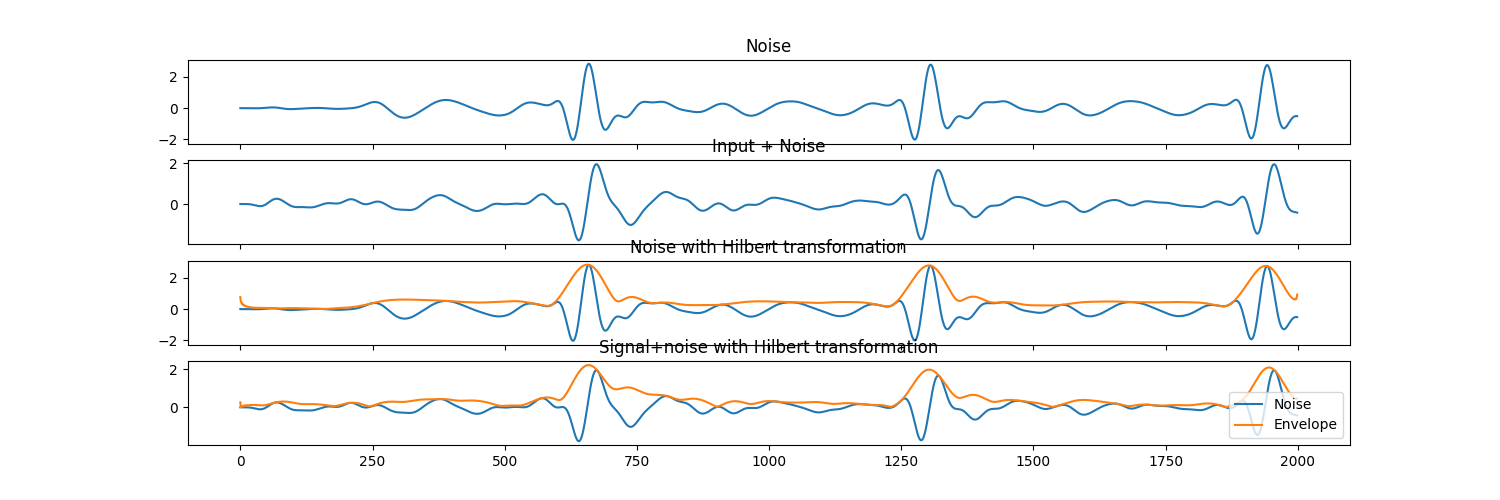 Noise
2
0
−2
Input + Noise
2
0
Noise with Hilbert transformation
2
0
−2
Signal+noise with Hilbert transformation
2
0
Noise
Envelope
0 250 500 750 1000 1250 1500 1750 2000